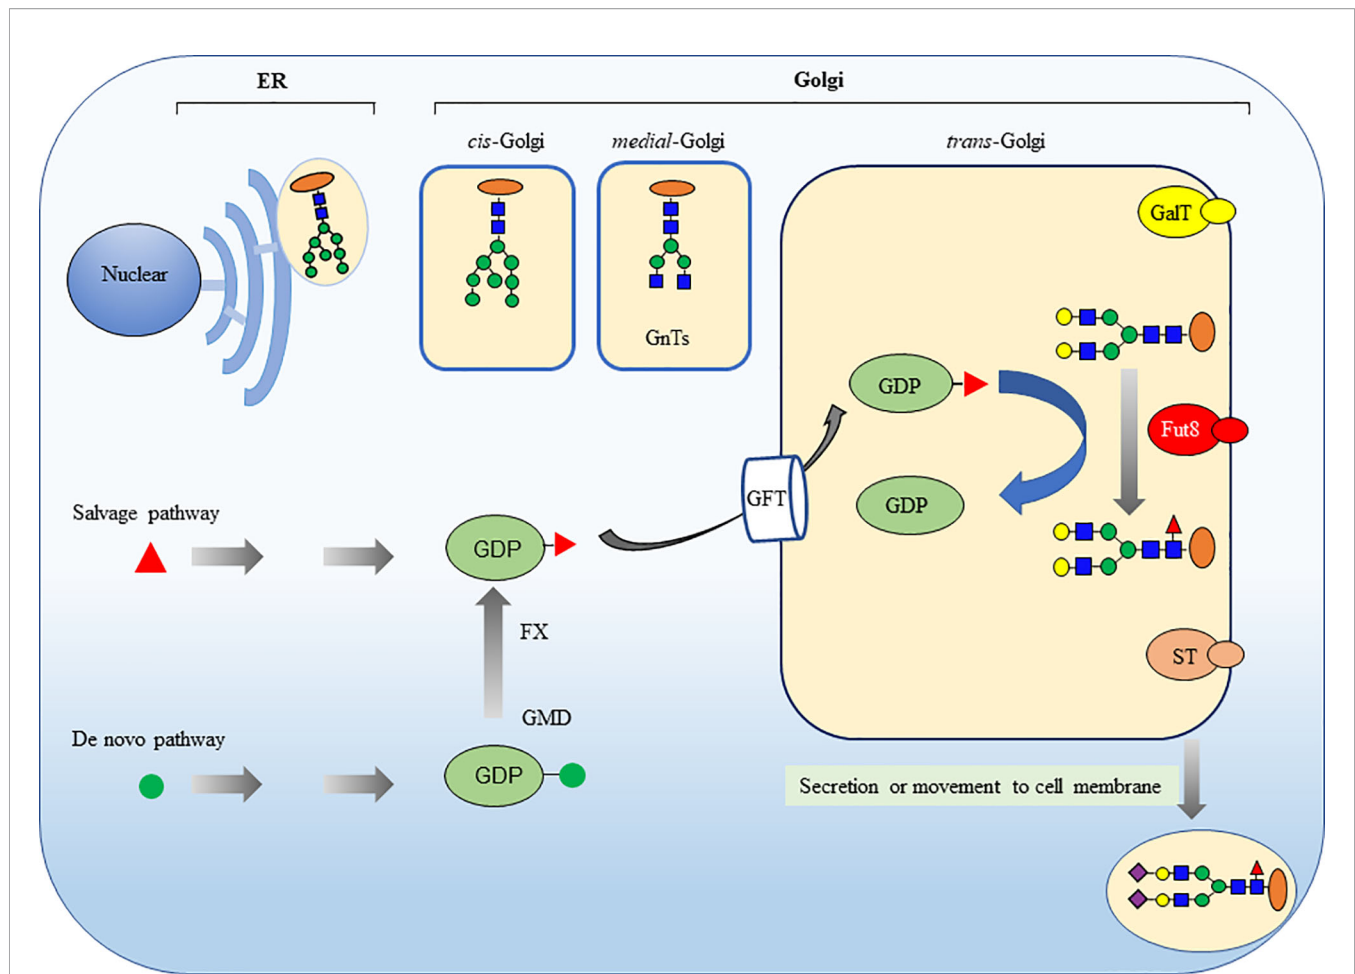 ER
Golgi
cis-Golgi
medial-Golgi
trans-Golgi
GalT
Nuclear
GnTs
GDP
Fut8
GFT
GDP
Salvage pathway
GDP
FX
ST
GMD
De novo pathway
GDP
Secretion or movement to cell membrane